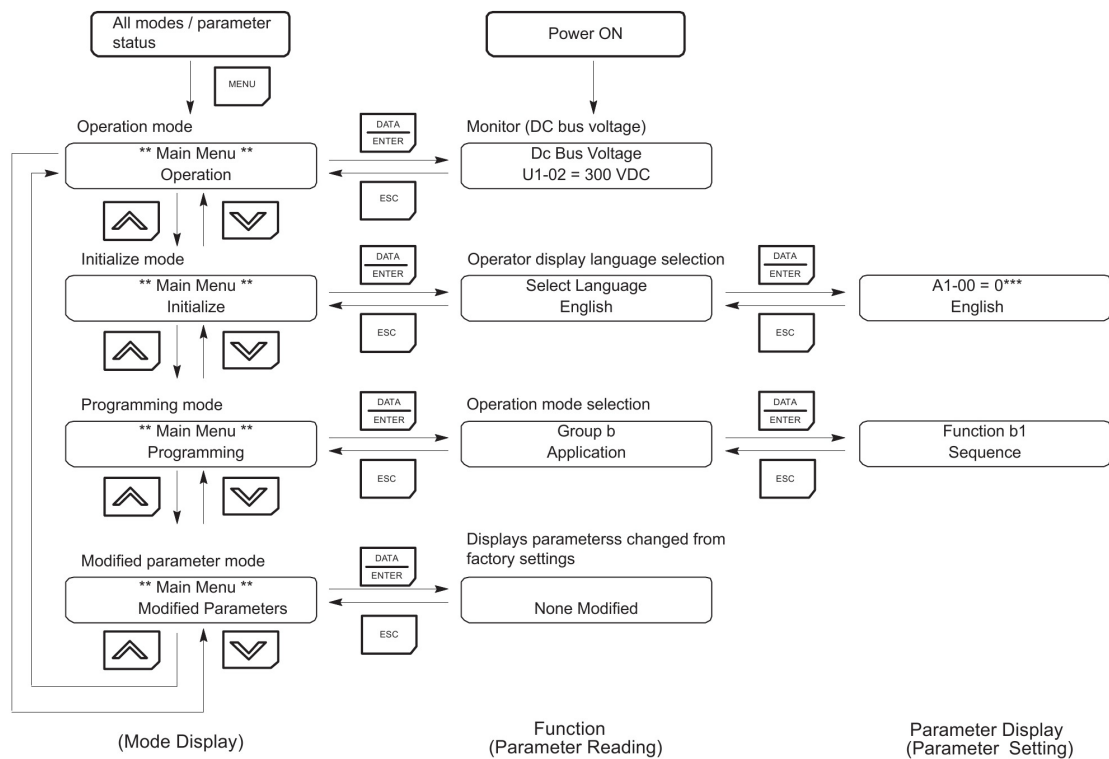 All modes / parameter
status
Power ON
MENU
Operation mode
DATA
ENTER
Monitor (DC bus voltage)
** Main Menu **
Operation
Dc Bus Voltage
U1-02 = 300 VDC
ESC
Initialize mode
DATA
ENTER
Operator display language selection
DATA
ENTER
** Main Menu **
Initialize
Select Language
English
A1-00 = 0***
English
ESC
ESC
Programming mode
DATA
ENTER
Operation mode selection
DATA
ENTER
** Main Menu **
Programming
Group b
Application
Function b1
Sequence
ESC
ESC
Modified parameter mode
DATA
ENTER
Displays parameterss changed from
factory settings
** Main Menu **
Modified Parameters
None Modified
ESC
(Mode Display)
Function
(Parameter Reading)
Parameter Display
(Parameter Setting)